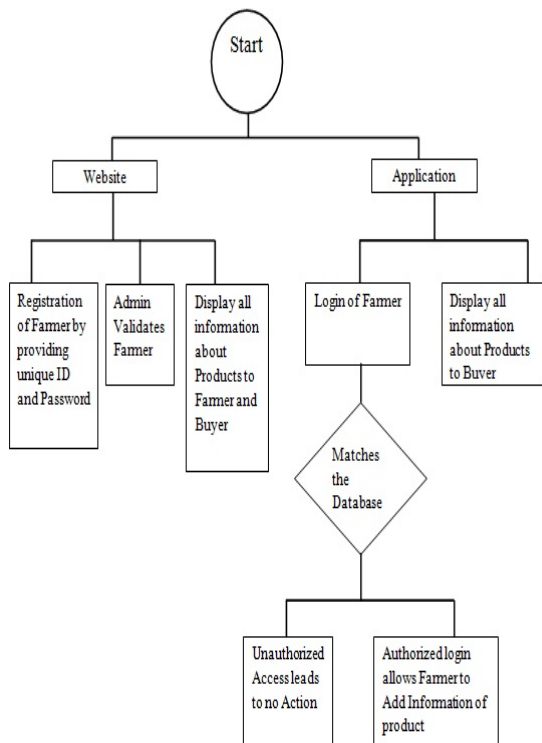 Start
Website
Application
Registration
of Farmer by
providing
unique ID
and Password
Admin
Validates
Farmer
Display all
information
about
Products to
Farmer and
Buyer
Login of Farmer
Display all
information
about Products
to Buver
Matches
the
Database
Unauthorized
Access leads
to no Action
Authorized login
allows Farmer to
Add Information of
product